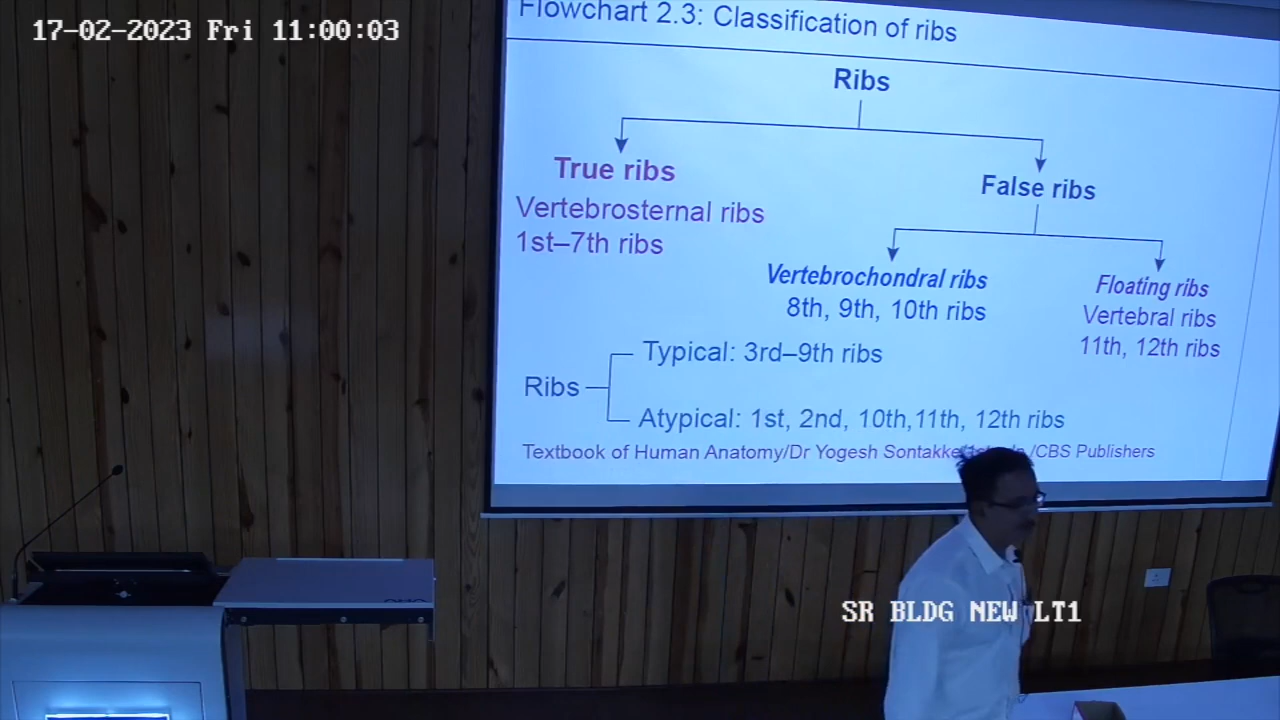 17-02-2023 Fri 11:00:03
Flowchart 2.3: Classification of ribs
Ribs
True ribs
Vertebrosternal ribs
1st–7th ribs
False ribs
Vertebrochondral ribs
8th, 9th, 10th ribs
Floating ribs
Vertebral ribs
11th, 12th ribs
Ribs
Typical: 3rd–9th ribs
Atypical: 1st, 2nd, 10th,11th, 12th ribs
Textbook of Human Anatomy/Dr Yogesh Sontakke /CBS Publishers
SR BLDG NEW LT1